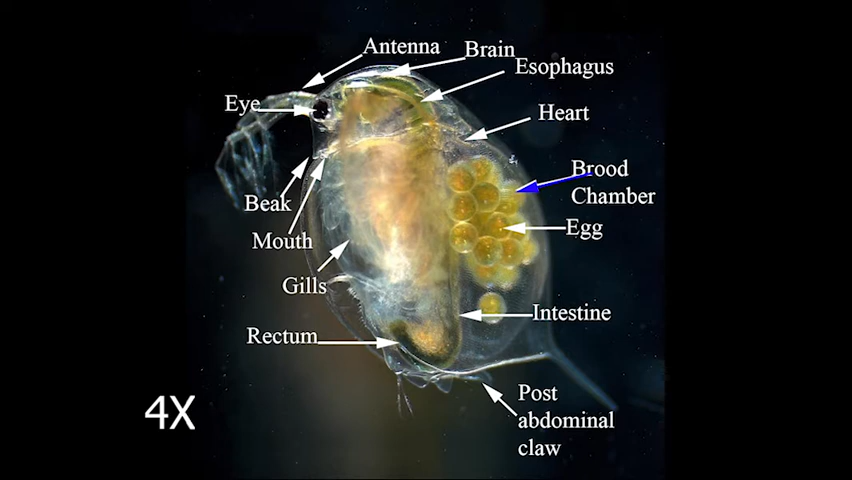 Antenna
Brain
Esophagus
Eye
Heart
Brood
Chamber
Beak
Egg
Mouth
Gills
Intestine
Rectum
Post
abdominal
claw
4X